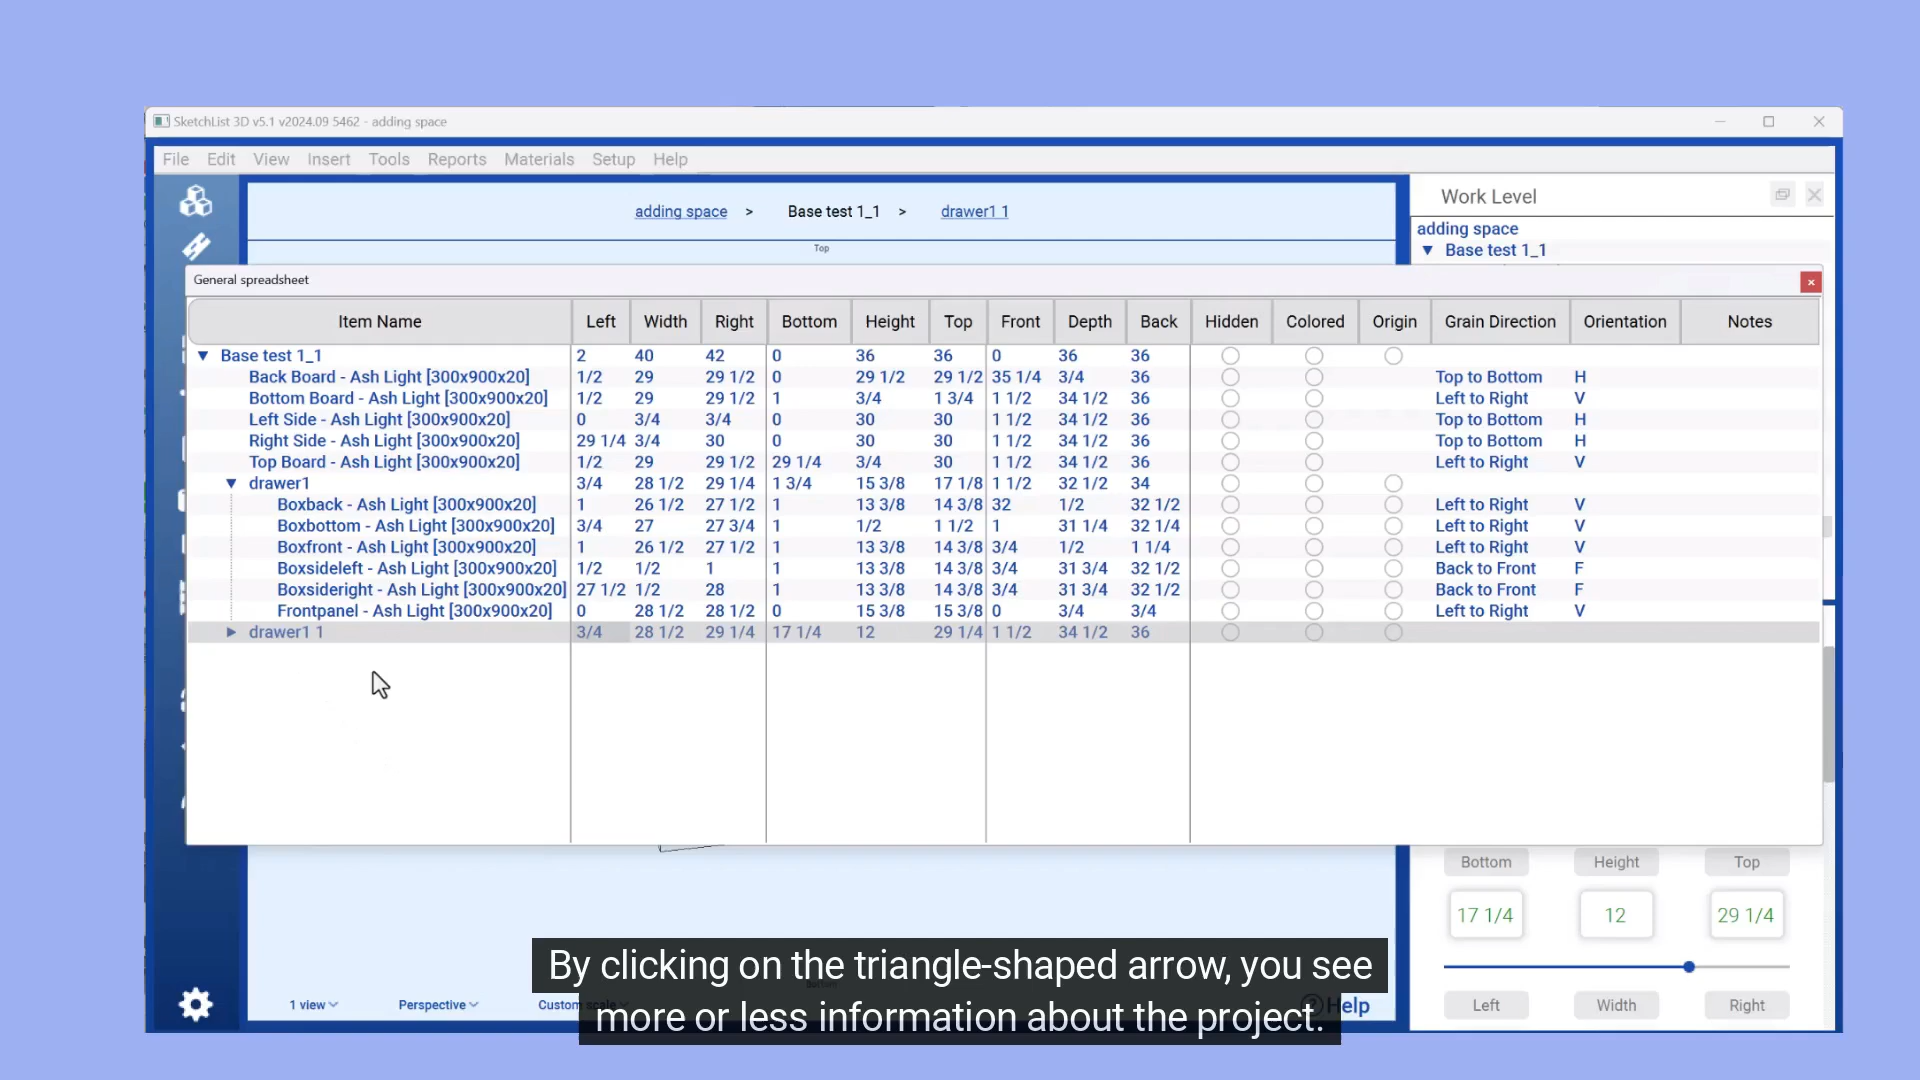 SketchList 3D v5.1 v2024.09 5462 - adding space
File Edit View Insert Tools Reports Materials Setup Help
adding space > Base test 1_1 > drawer1 1
Top
Work Level
adding space
Base test 1_1
General spreadsheet
Item Name Left Width Right Bottom Height Top Front Depth Back Hidden Colored Origin Grain Direction Orientation Notes
Base test 1_1 2 40 42 0 36 36 0 36 36
Back Board - Ash Light [300x900x20] 1/2 29 29 1/2 0 29 1/2 29 1/2 35 1/4 3/4 36 Top to Bottom H
Bottom Board - Ash Light [300x900x20] 1/2 29 29 1/2 1 3/4 1 3/4 1 1/2 34 1/2 36 Left to Right V
Left Side - Ash Light [300x900x20] 0 3/4 3/4 0 30 30 1 1/2 34 1/2 36 Top to Bottom H
Right Side - Ash Light [300x900x20] 29 1/4 3/4 30 0 30 30 1 1/2 34 1/2 36 Top to Bottom H
Top Board - Ash Light [300x900x20] 1/2 29 29 1/2 29 1/4 3/4 30 1 1/2 34 1/2 36 Left to Right V
drawer1 3/4 28 1/2 29 1/4 1 3/4 15 3/8 17 1/8 1 1/2 32 1/2 34
Boxback - Ash Light [300x900x20] 1 26 1/2 27 1/2 1 13 3/8 14 3/8 32 1/2 32 1/2 Left to Right V
Boxbottom - Ash Light [300x900x20] 3/4 27 27 3/4 1 1/2 1 1/2 1 31 1/4 32 1/4 Left to Right V
Boxfront - Ash Light [300x900x20] 1 26 1/2 27 1/2 1 13 3/8 14 3/8 3/4 1/2 1 1/4 Left to Right V
Boxsideleft - Ash Light [300x900x20] 1/2 1/2 1 1 13 3/8 14 3/8 3/4 31 3/4 32 1/2 Back to Front F
Boxsideright - Ash Light [300x900x20] 27 1/2 1/2 28 1 13 3/8 14 3/8 3/4 31 3/4 32 1/2 Back to Front F
Frontpanel - Ash Light [300x900x20] 0 28 1/2 28 1/2 0 15 3/8 15 3/8 0 3/4 3/4 Left to Right V
drawer1 1 3/4 28 1/2 29 1/4 17 1/4 12 29 1/4 1 1/2 34 1/2 36
Bottom Height Top
17 1/4 12 29 1/4
By clicking on the triangle-shaped arrow, you see
more or less information about the project.
1 view Perspective Custom Help
Left Width Right